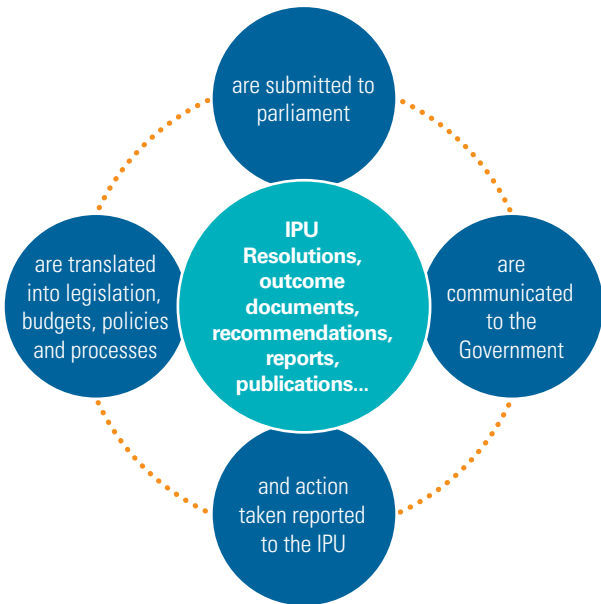 are submitted to
parliament
IPU
Resolutions,
outcome
documents,
recommendations,
reports,
publications...
are translated
into legislation,
budgets, policies
and processes
are
communicated
to the
Government
and action
taken reported
to the IPU